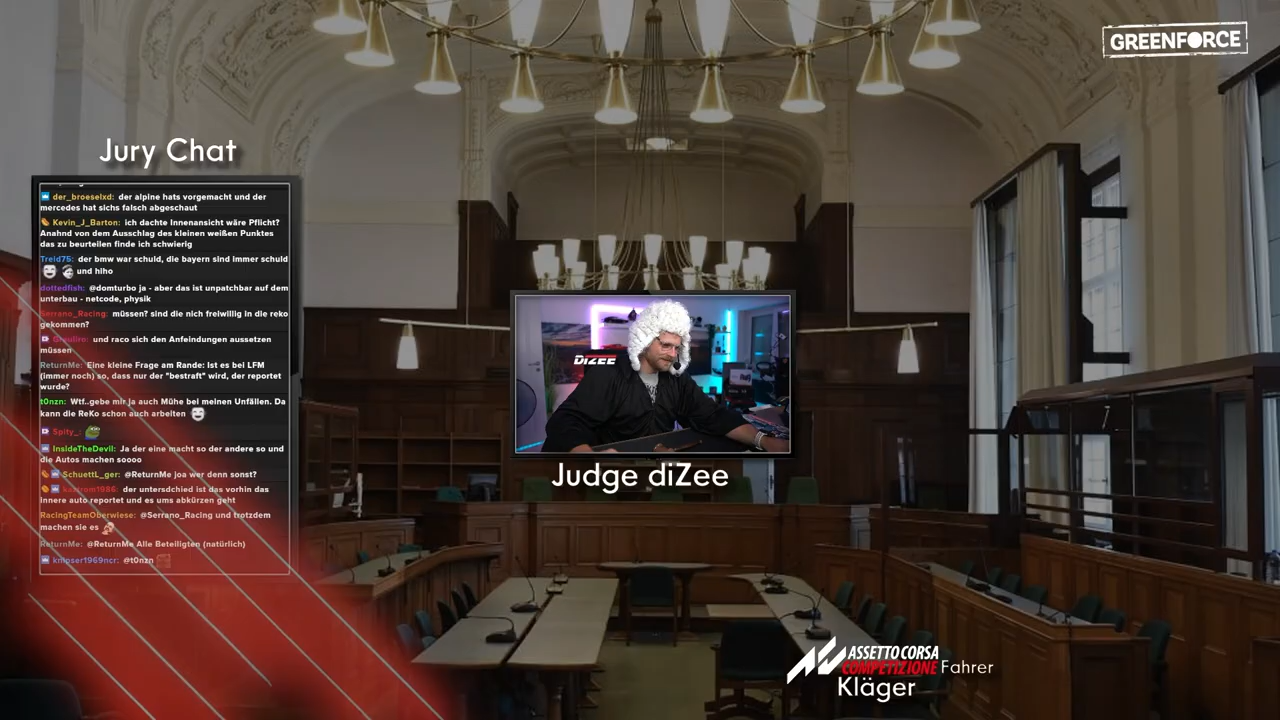 GREENFORCE
Jury Chat
der_broeselxd: der alpine hats vorgemacht und der
mercedes hat sichs falsch abgeschaut
Kevin_J_Barton: ich dachte Innenansicht wäre Pflicht?
Anahnd von dem Ausschlag des kleinen weißen Punktes
das zu beurteilen finde ich schwierig
Treid75: der bmw war schuld, die bayern sind immer schuld
und hiho
dottedfish: @domturbo ja - aber das ist unpatchbar auf dem
unterbau - netcode, physik
Serrano_Racing: müssen? sind die nich freiwillig in die reko
gekommen?
und raco sich den Anfeindungen aussetzen
müssen
ReturnMe: Eine kleine Frage am Rande: Ist es bei LFM
(immer noch) so, dass nur der "bestraft" wird, der reportet
wurde?
t0nzn: Wtf..gebe mir ja auch Mühe bei meinen Unfällen. Da
kann die ReKo schon auch arbeiten
Spity_:
InsideTheDevil: Ja der eine macht so der andere so und
die Autos machen soooo
SchuettL_ger: @ReturnMe joa wer denn sonst?
der untersdchied ist das vorhin das
innere auto reportet und es ums abkürzen geht
RacingTeamOberwiese: @Serrano_Racing und trotzdem
machen sie es
ReturnMe: @ReturnMe Alle Beteiligten (natürlich)
knipser1969ncr: @t0nzn
DIZEE
Judge diZee
ASSETTO CORSA
COMPETIZIONE Fahrer
Kläger